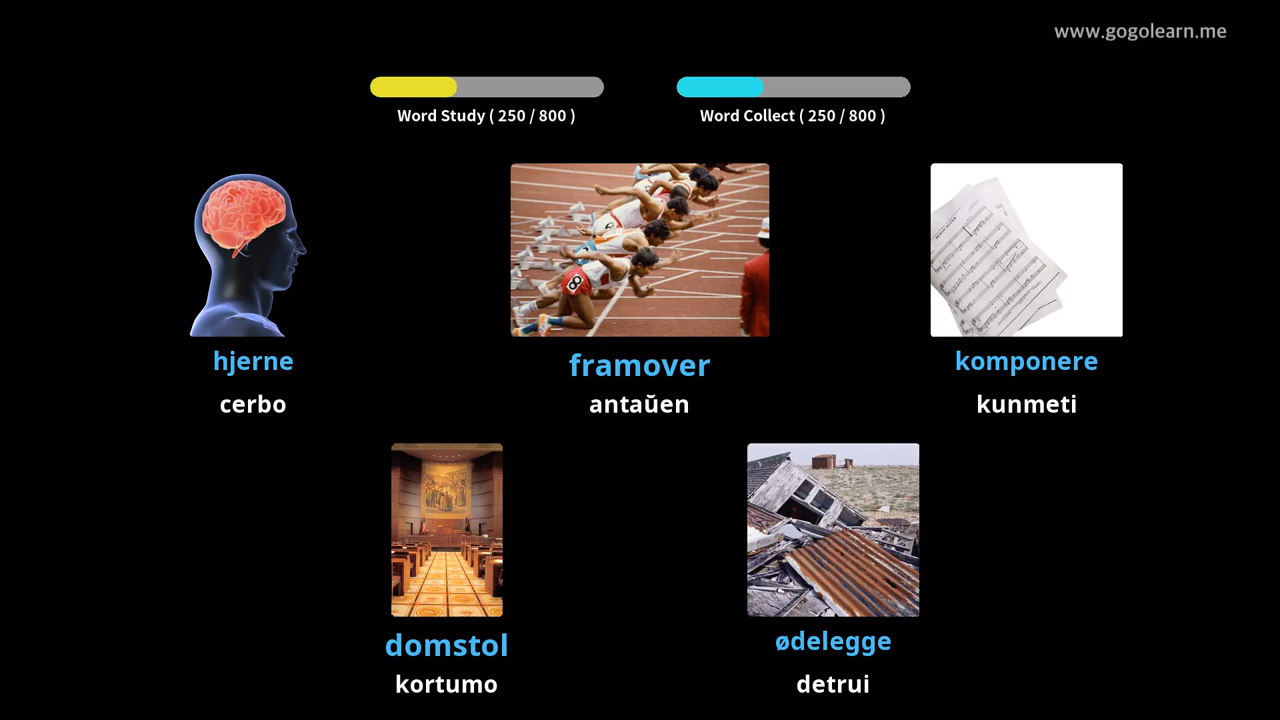 www.gogolearn.me
Word Study ( 250 / 800 )
Word Collect ( 250 / 800 )
hjerne
cerbo
framover
antaŭen
komponere
kunmeti
domstol
kortumo
ødelegge
detrui